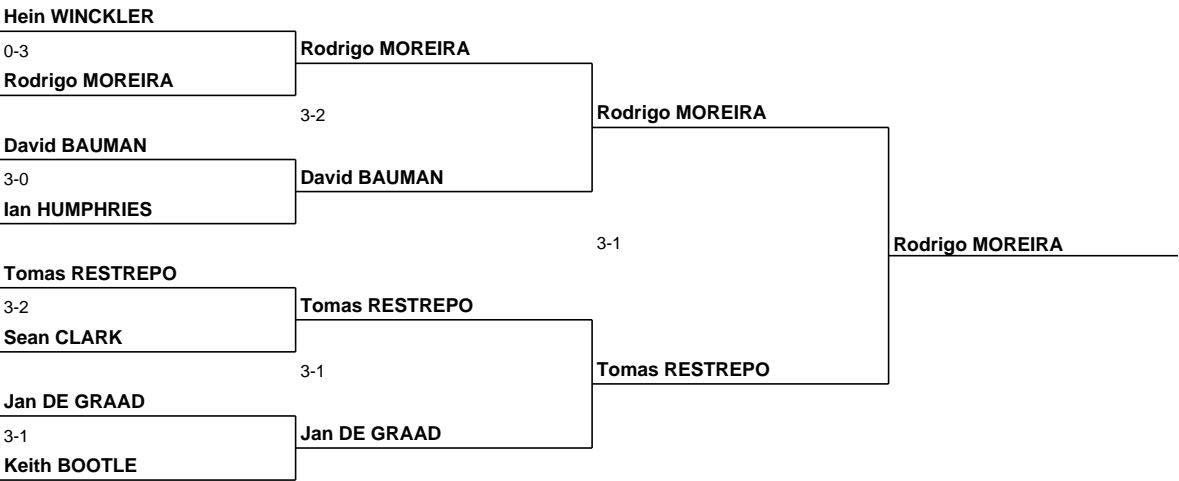 Hein WINCKLER
0-3
Rodrigo MOREIRA
Rodrigo MOREIRA
3-2
Rodrigo MOREIRA
David BAUMAN
3-0
David BAUMAN
Ian HUMPHRIES
3-1
Rodrigo MOREIRA
Tomas RESTREPO
3-2
Tomas RESTREPO
Sean CLARK
3-1
Tomas RESTREPO
Jan DE GRAAD
3-1
Jan DE GRAAD
Keith BOOTLE